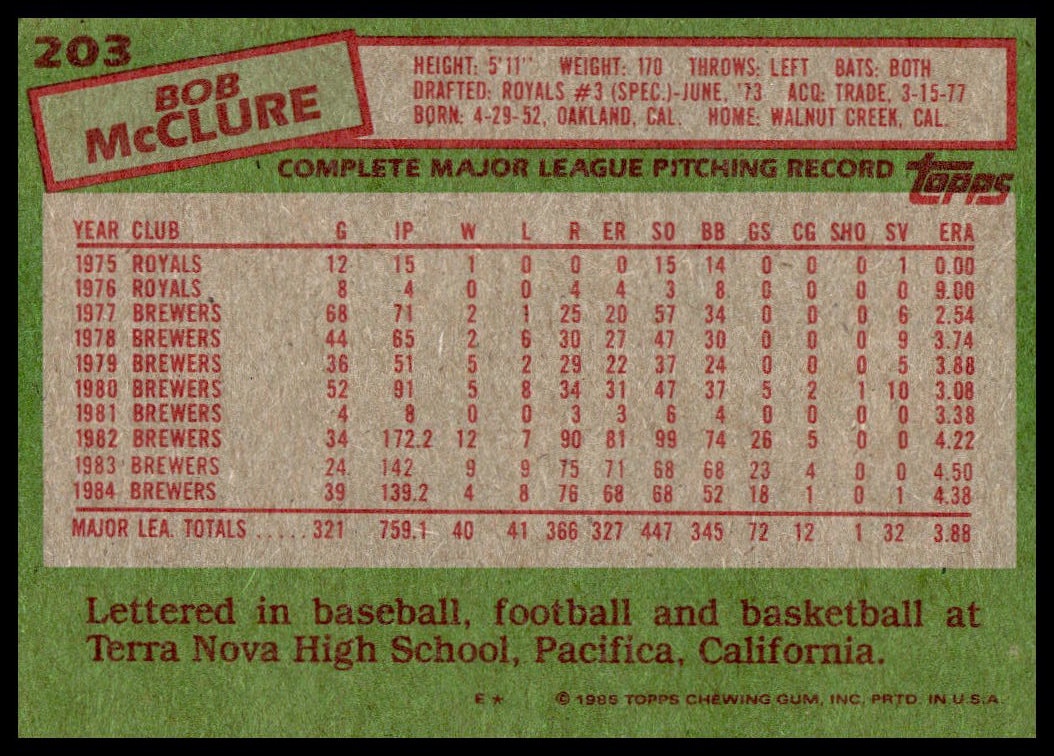 203
BOB
McCLURE
HEIGHT: 5'11" WEIGHT: 170 THROWS: LEFT BATS: BOTH
DRAFTED: ROYALS #3 (SPEC.)-JUNE, '73 ACQ: TRADE, 3-15-77
BORN: 4-29-52, OAKLAND, CAL. HOME: WALNUT CREEK, CAL.
COMPLETE MAJOR LEAGUE PITCHING RECORD topps
YEAR CLUB G IP W L R ER SO BB GS CG SHO SV ERA
1975 ROYALS 12 15 1 0 0 0 15 14 0 0 0 1 0.00
1976 ROYALS 8 4 0 0 4 4 3 8 0 0 0 0 9.00
1977 BREWERS 68 71 2 1 25 20 57 34 0 0 0 6 2.54
1978 BREWERS 44 65 2 6 30 27 47 30 0 0 0 9 3.74
1979 BREWERS 36 51 5 2 29 22 37 24 0 0 0 5 3.88
1980 BREWERS 52 91 5 8 34 31 47 37 5 2 1 10 3.08
1981 BREWERS 4 8 0 0 3 3 6 4 0 0 0 0 3.38
1982 BREWERS 34 172.2 12 7 90 81 99 74 26 5 0 0 4.22
1983 BREWERS 24 142 9 9 75 71 68 68 23 4 0 0 4.50
1984 BREWERS 39 139.2 4 8 76 68 68 52 18 1 0 1 4.38
MAJOR LEA. TOTALS ..... 321 759.1 40 41 366 327 447 345 72 12 1 32 3.88
Lettered in baseball, football and basketball at
Terra Nova High School, Pacifica, California.
E * © 1985 TOPPS CHEWING GUM, INC. PRTD. IN U.S.A.